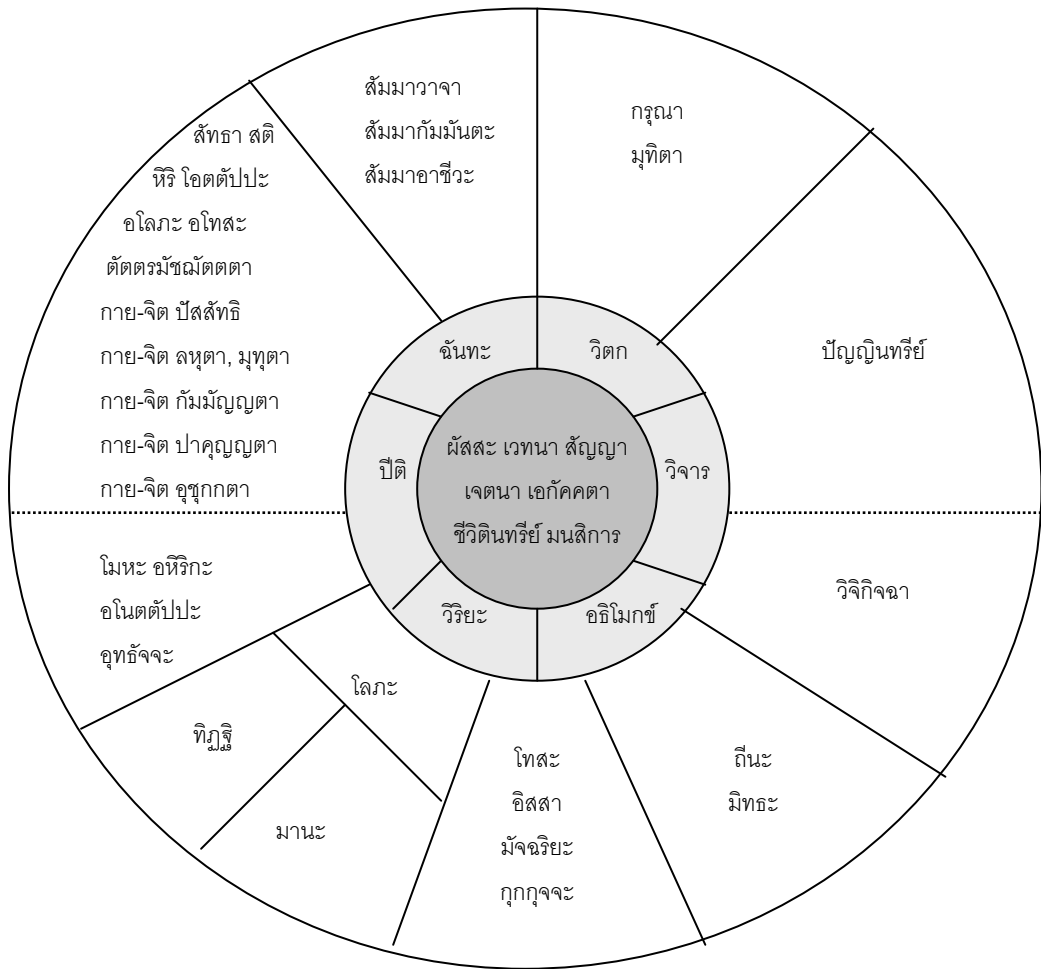 สัมมาวาจา
สัมมากัมมันตะ
สัมมาอาชีวะ
กรุณา
มุทิตา
สัทธา สติ
หิริ โอตตัปปะ
อโลภะ อโทสะ
ตัตตรมัชฌัตตตา
กาย-จิต ปัสสัทธิ
กาย-จิต ลหุตา, มุทุตา
กาย-จิต กัมมัญญตา
กาย-จิต ปาคุญญตา
กาย-จิต อุชุกกตา
ปัญญินทรีย์
ฉันทะ
วิตก
ปีติ
วิจาร
วิริยะ
อธิโมกข์
ผัสสะ เวทนา สัญญา
เจตนา เอกัคคตา
ชีวิตินทรีย์ มนสิการ
โมหะ อหิริกะ
อโนตตัปปะ
อุทธัจจะ
วิจิกิจฉา
โลภะ
ทิฏฐิ
มานะ
โทสะ
อิสสา
มัจฉริยะ
กุกกุจจะ
ถีนะ
มิทธะ